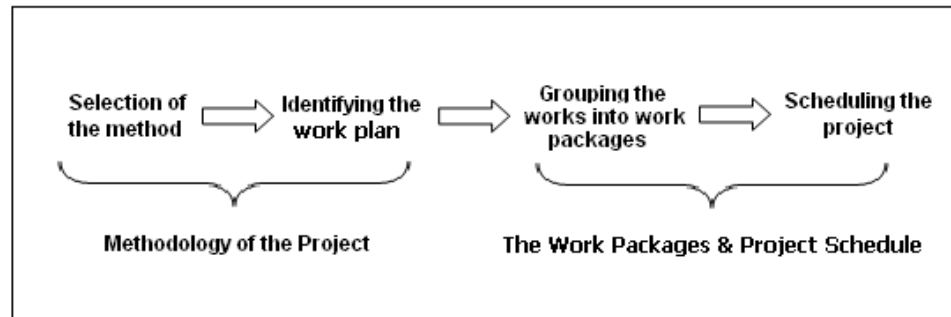 Selection of
the method
Identifying the
work plan
Grouping the
works into work
packages
Scheduling the
project
Methodology of the Project
The Work Packages & Project Schedule